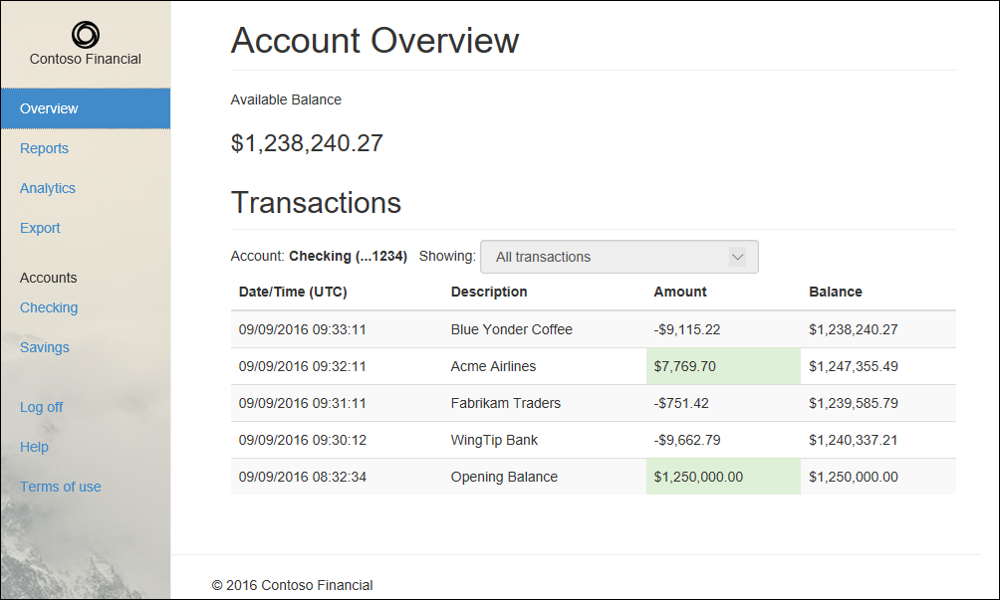 Contoso Financial
Overview
Reports
Analytics
Export
Accounts
Checking
Savings
Log off
Help
Terms of use
Account Overview
Available Balance
$1,238,240.27
Transactions
Account: Checking (...1234) Showing: All transactions
Date/Time (UTC) Description Amount Balance
09/09/2016 09:33:11 Blue Yonder Coffee -$9,115.22 $1,238,240.27
09/09/2016 09:32:11 Acme Airlines $7,769.70 $1,247,355.49
09/09/2016 09:31:11 Fabrikam Traders -$751.42 $1,239,585.79
09/09/2016 09:30:12 WingTip Bank -$9,662.79 $1,240,337.21
09/09/2016 08:32:34 Opening Balance $1,250,000.00 $1,250,000.00
© 2016 Contoso Financial